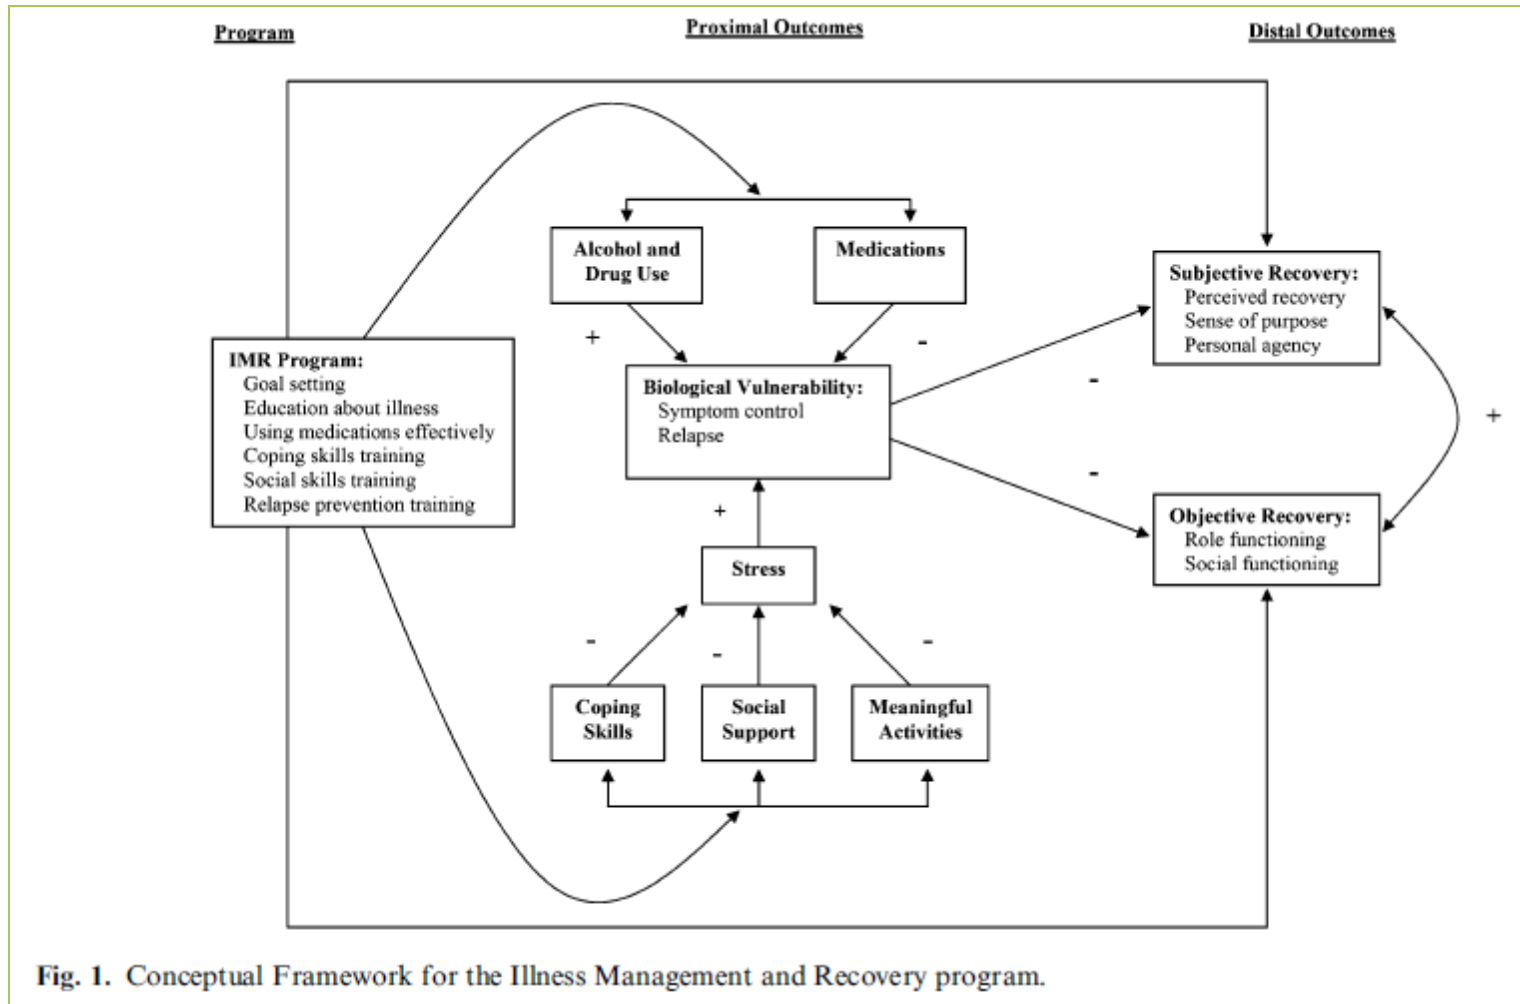 Program
Proximal Outcomes
Distal Outcomes
Alcohol and
Drug Use
Medications
Subjective Recovery:
Perceived recovery
Sense of purpose
Personal agency
+
-
IMR Program:
Goal setting
Education about illness
Using medications effectively
Coping skills training
Social skills training
Relapse prevention training
Biological Vulnerability:
Symptom control
Relapse
-
+
-
Objective Recovery:
Role functioning
Social functioning
+
Stress
-
-
-
Coping
Skills
Social
Support
Meaningful
Activities
Fig. 1. Conceptual Framework for the Illness Management and Recovery program.